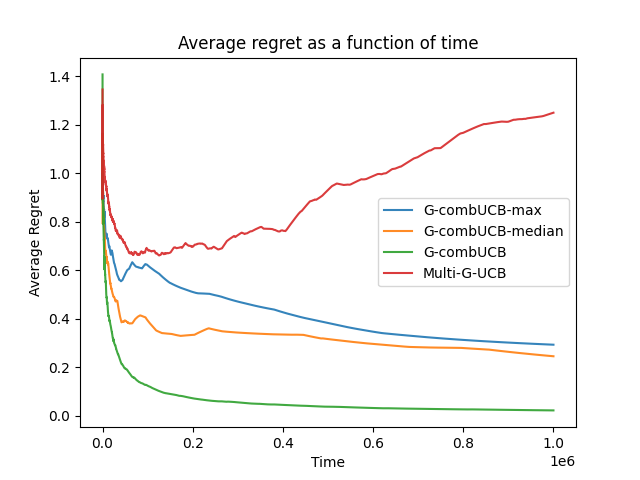 Average regret as a function of time
Average Regret
1.4
1.2
1.0
0.8
0.6
0.4
0.2
0.0
G-combUCB-max
G-combUCB-median
G-combUCB
Multi-G-UCB
0.0 0.2 0.4 0.6 0.8 1.0
1e6
Time